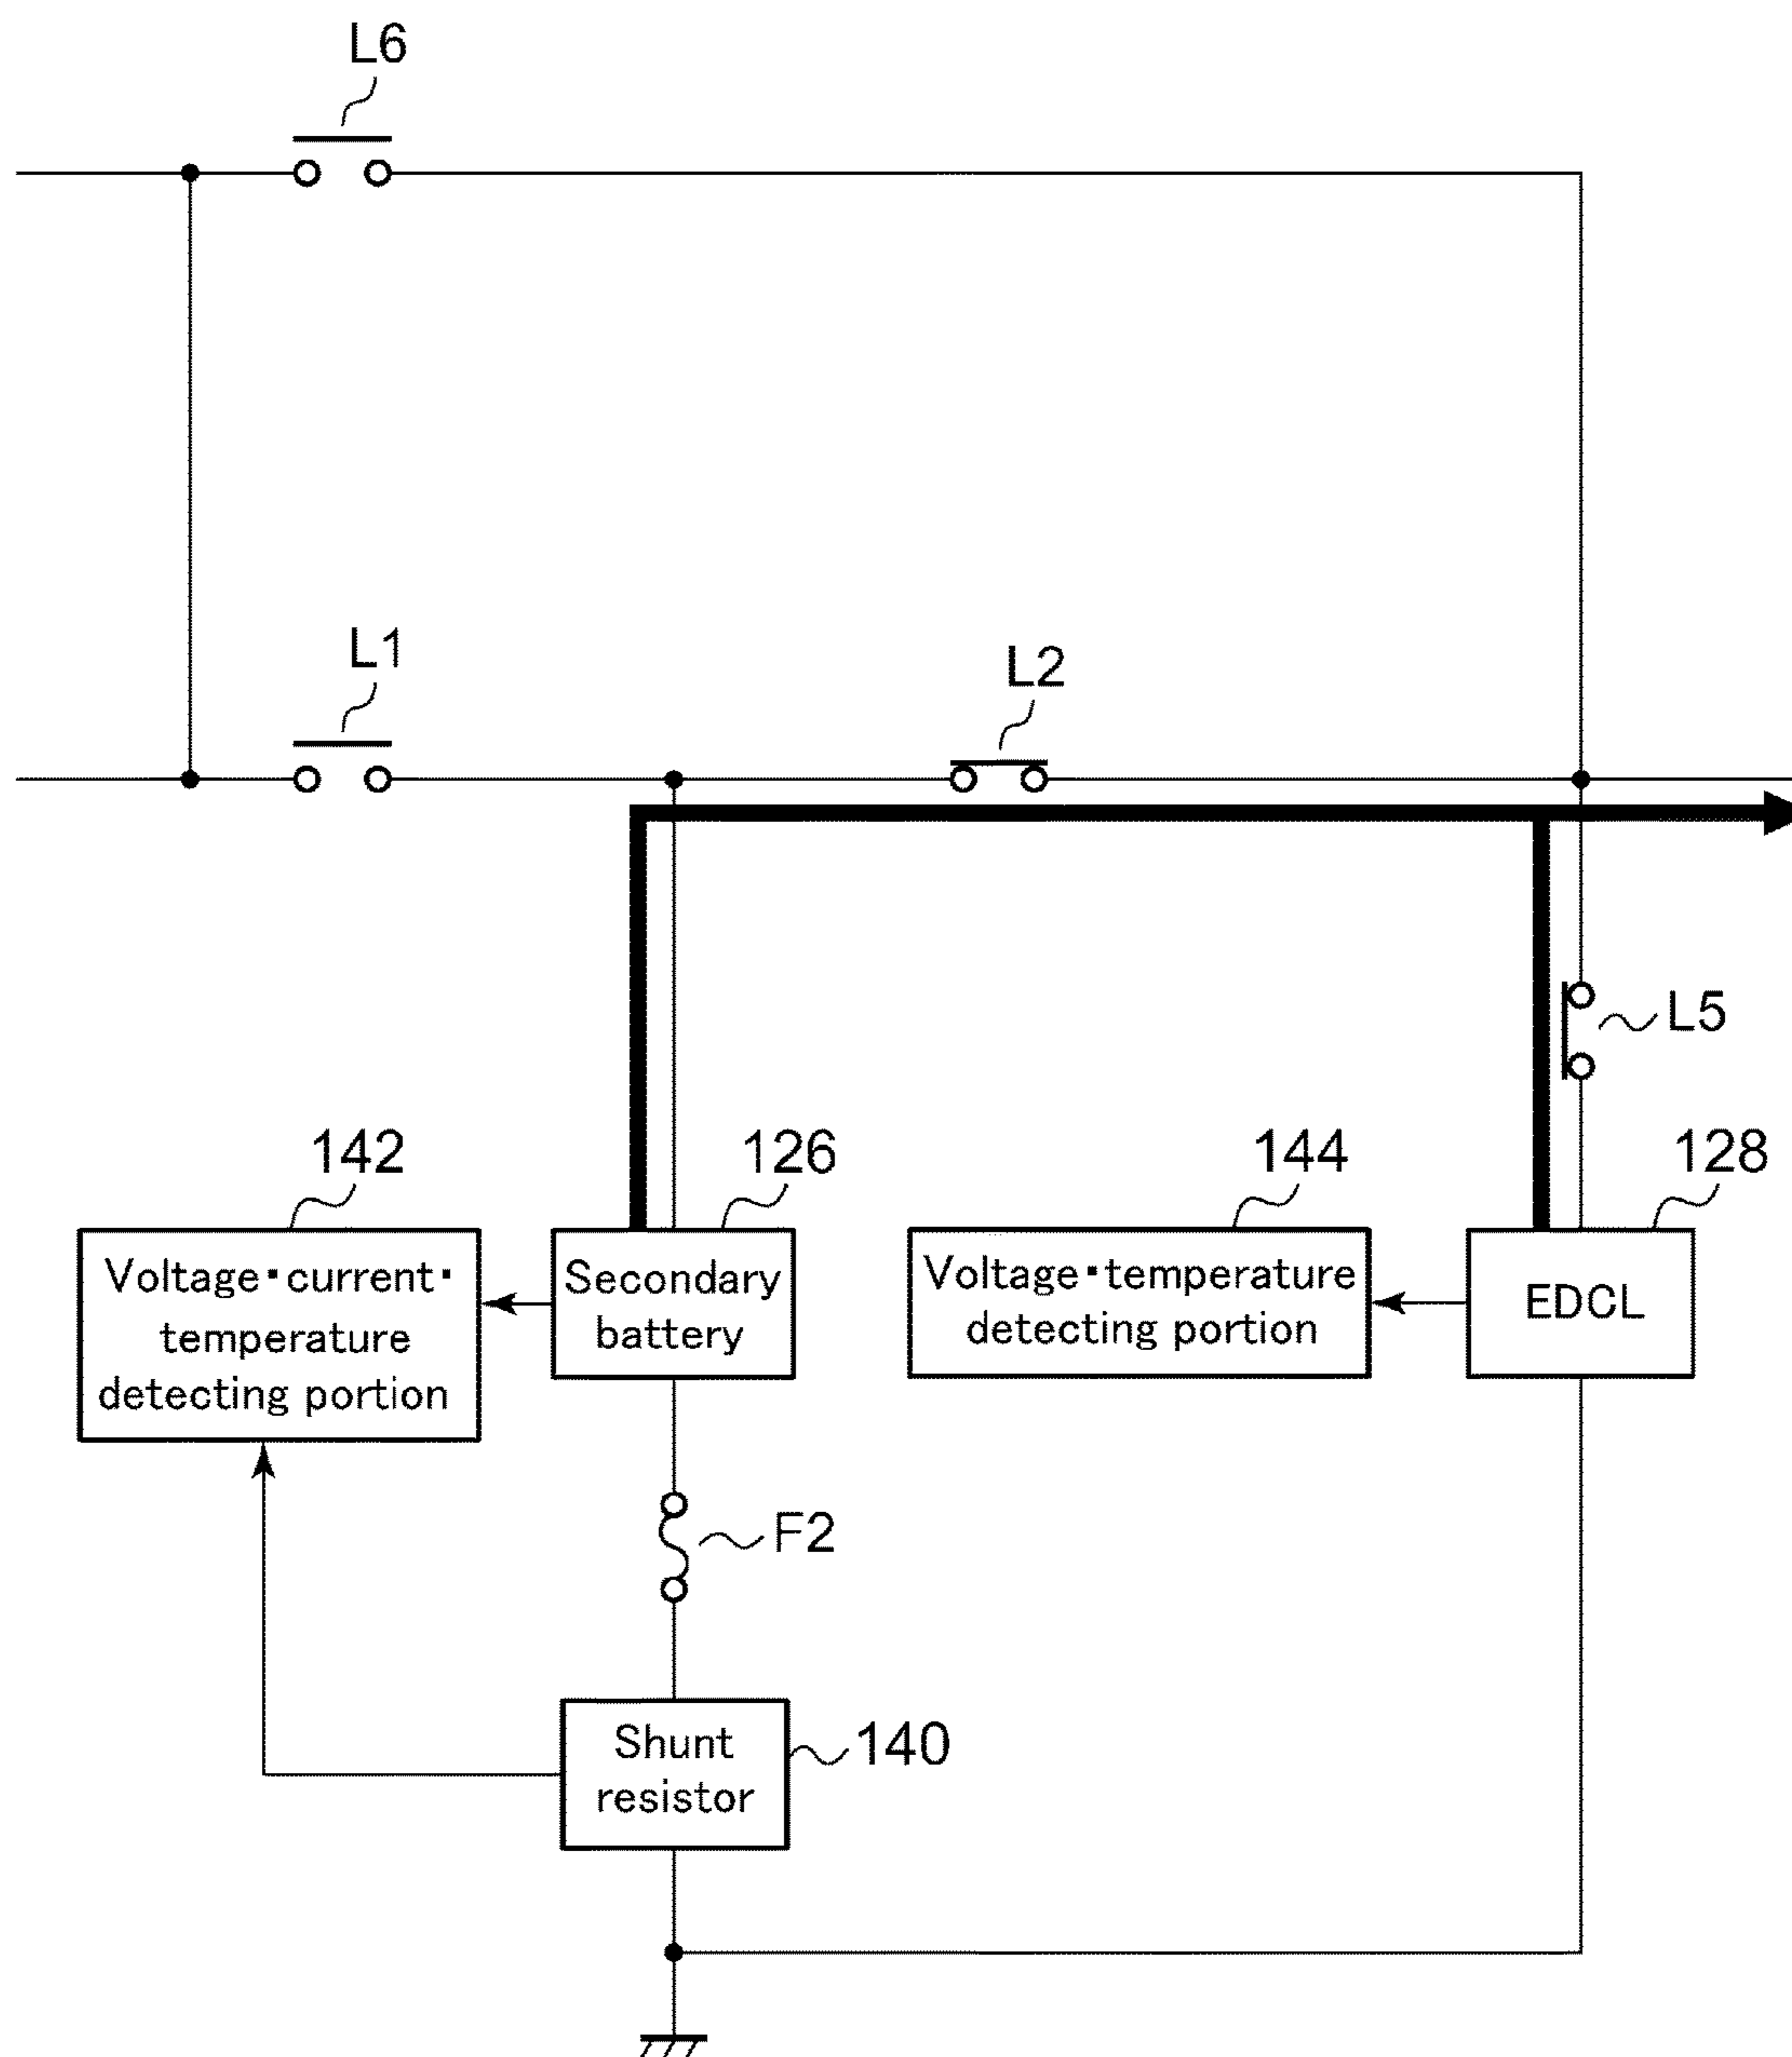 L6
L1
L2
L5
142
126
144
128
Voltage・current・
temperature
detecting portion
Secondary
battery
Voltage・temperature
detecting portion
EDCL
F2
Shunt
resistor
140